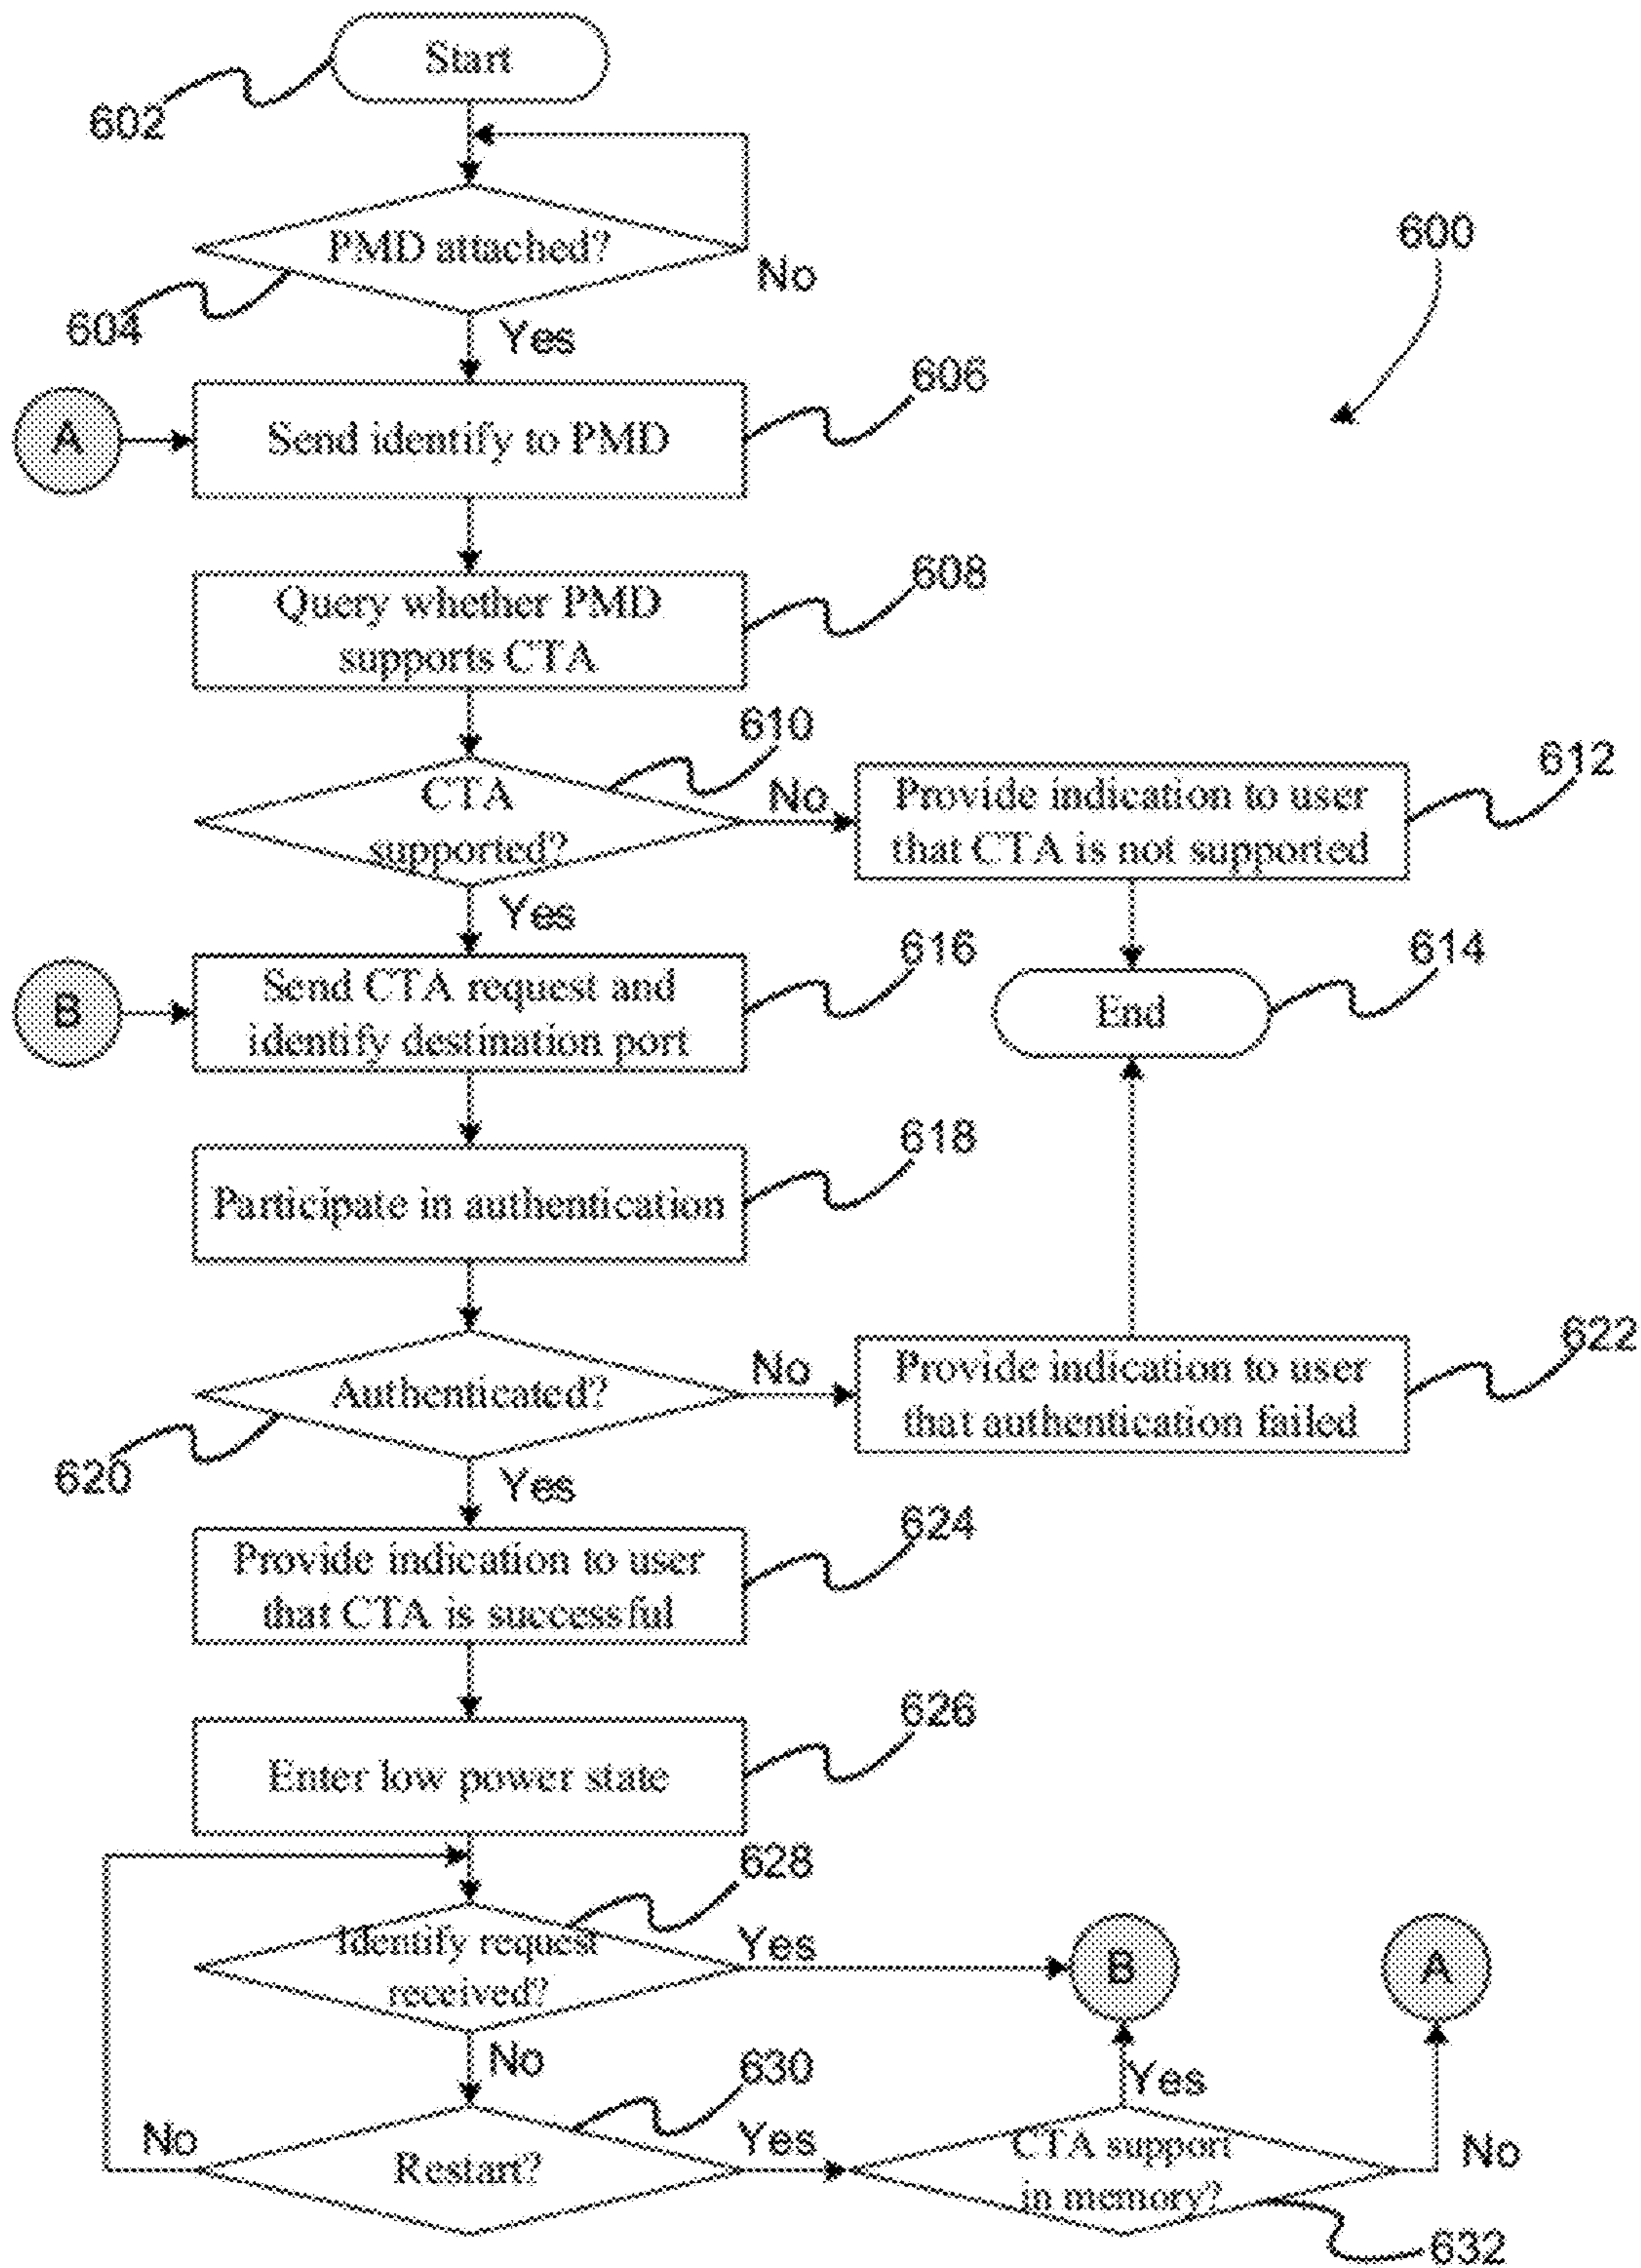 Start
602
PMD attached?
600
No
604
Yes
606
A
Send identify to PMD
608
Query whether PMD
supports CTA
610
CTA
supported?
No
Provide indication to user
that CTA is not supported
612
Yes
616
614
B
Send CTA request and
identify destination port
End
618
Participate in authentication
Authenticated?
No
Provide indication to user
that authentication failed
622
620
Yes
624
Provide indication to user
that CTA is successful
626
Enter low power state
628
Identify request
received?
Yes
B
A
No
630
Yes
No
Restart?
Yes
CTA support
in memory?
No
632